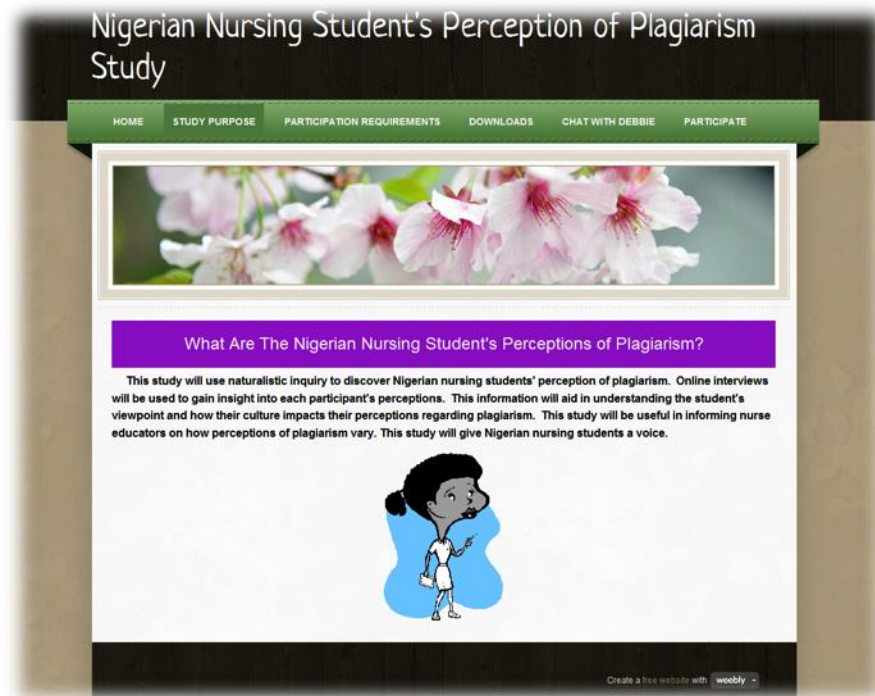 Nigerian Nursing Student's Perception of Plagiarism
Study
HOME STUDY PURPOSE PARTICIPATION REQUIREMENTS DOWNLOADS CHAT WITH DEBBIE PARTICIPATE
What Are The Nigerian Nursing Student's Perceptions of Plagiarism?
This study will use naturalistic inquiry to discover Nigerian nursing students' perception of plagiarism. Online interviews
will be used to gain insight into each participant's perceptions. This information will aid in understanding the student's
viewpoint and how their culture impacts their perceptions regarding plagiarism. This study will be useful in informing nurse
educators on how perceptions of plagiarism vary. This study will give Nigerian nursing students a voice.
Create a free website with weebly